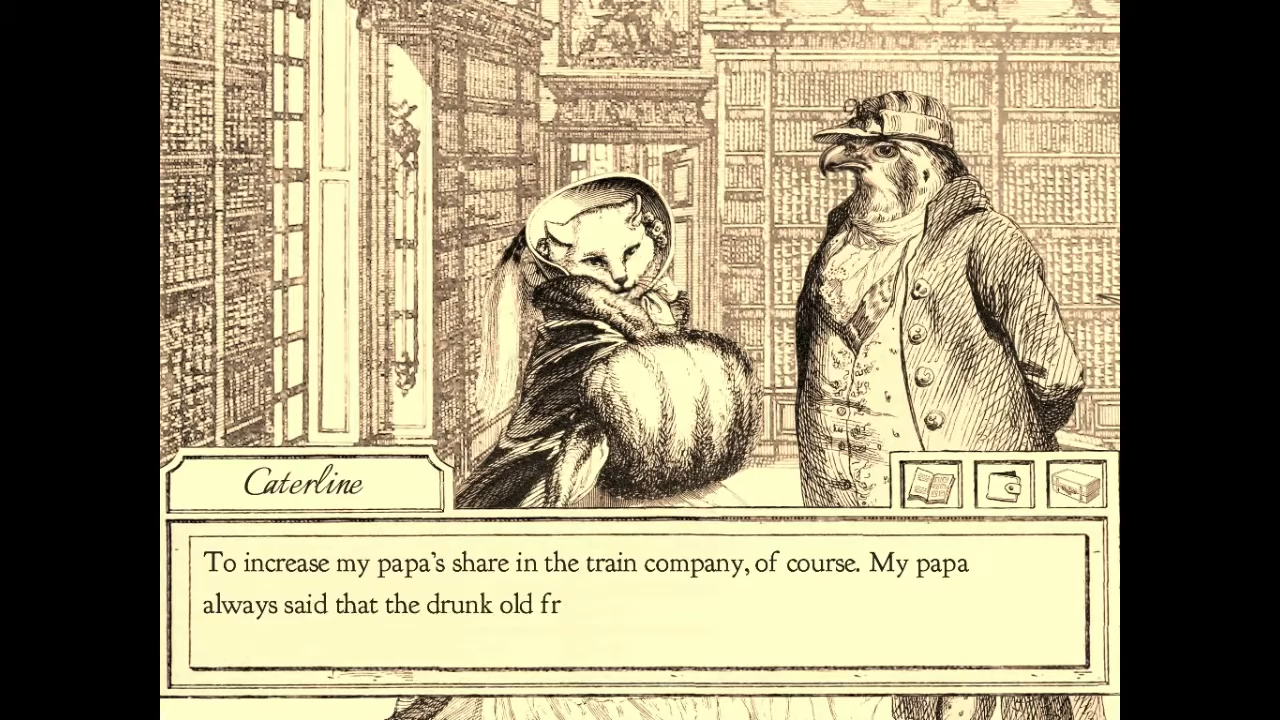 Caterline
To increase my papa's share in the train company, of course. My papa
always said that the drunk old fr